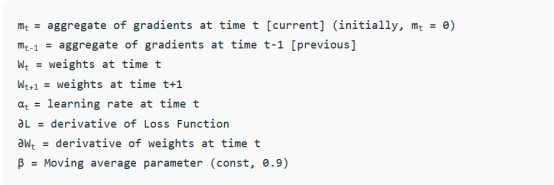 mₜ = aggregate of gradients at time t [current] (initially, mₜ = 0)
mₜ₋₁ = aggregate of gradients at time t-1 [previous]
Wₜ = weights at time t
Wₜ₊₁ = weights at time t+1
αₜ = learning rate at time t
∂L = derivative of Loss Function
∂Wₜ = derivative of weights at time t
β = Moving average parameter (const, 0.9)